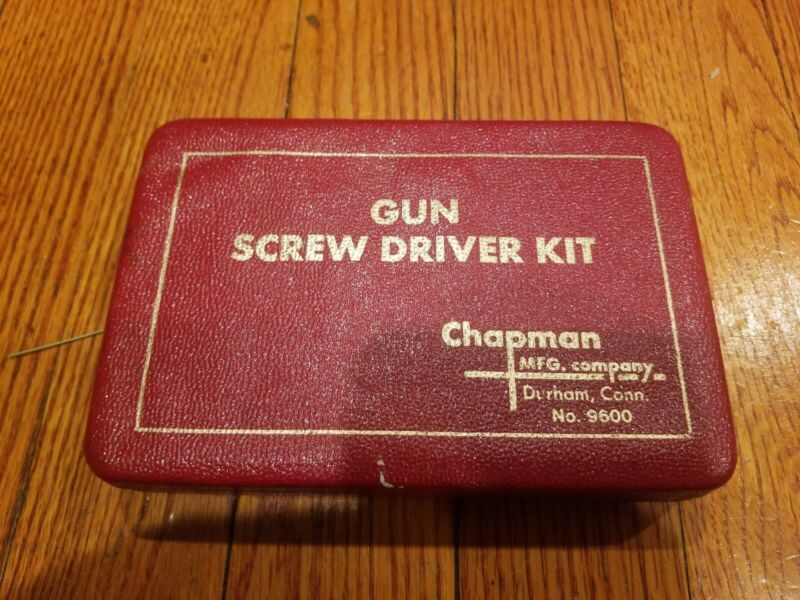 GUN
SCREW DRIVER KIT
Chapman
MFG. company
Durham, Conn.
No. 9600